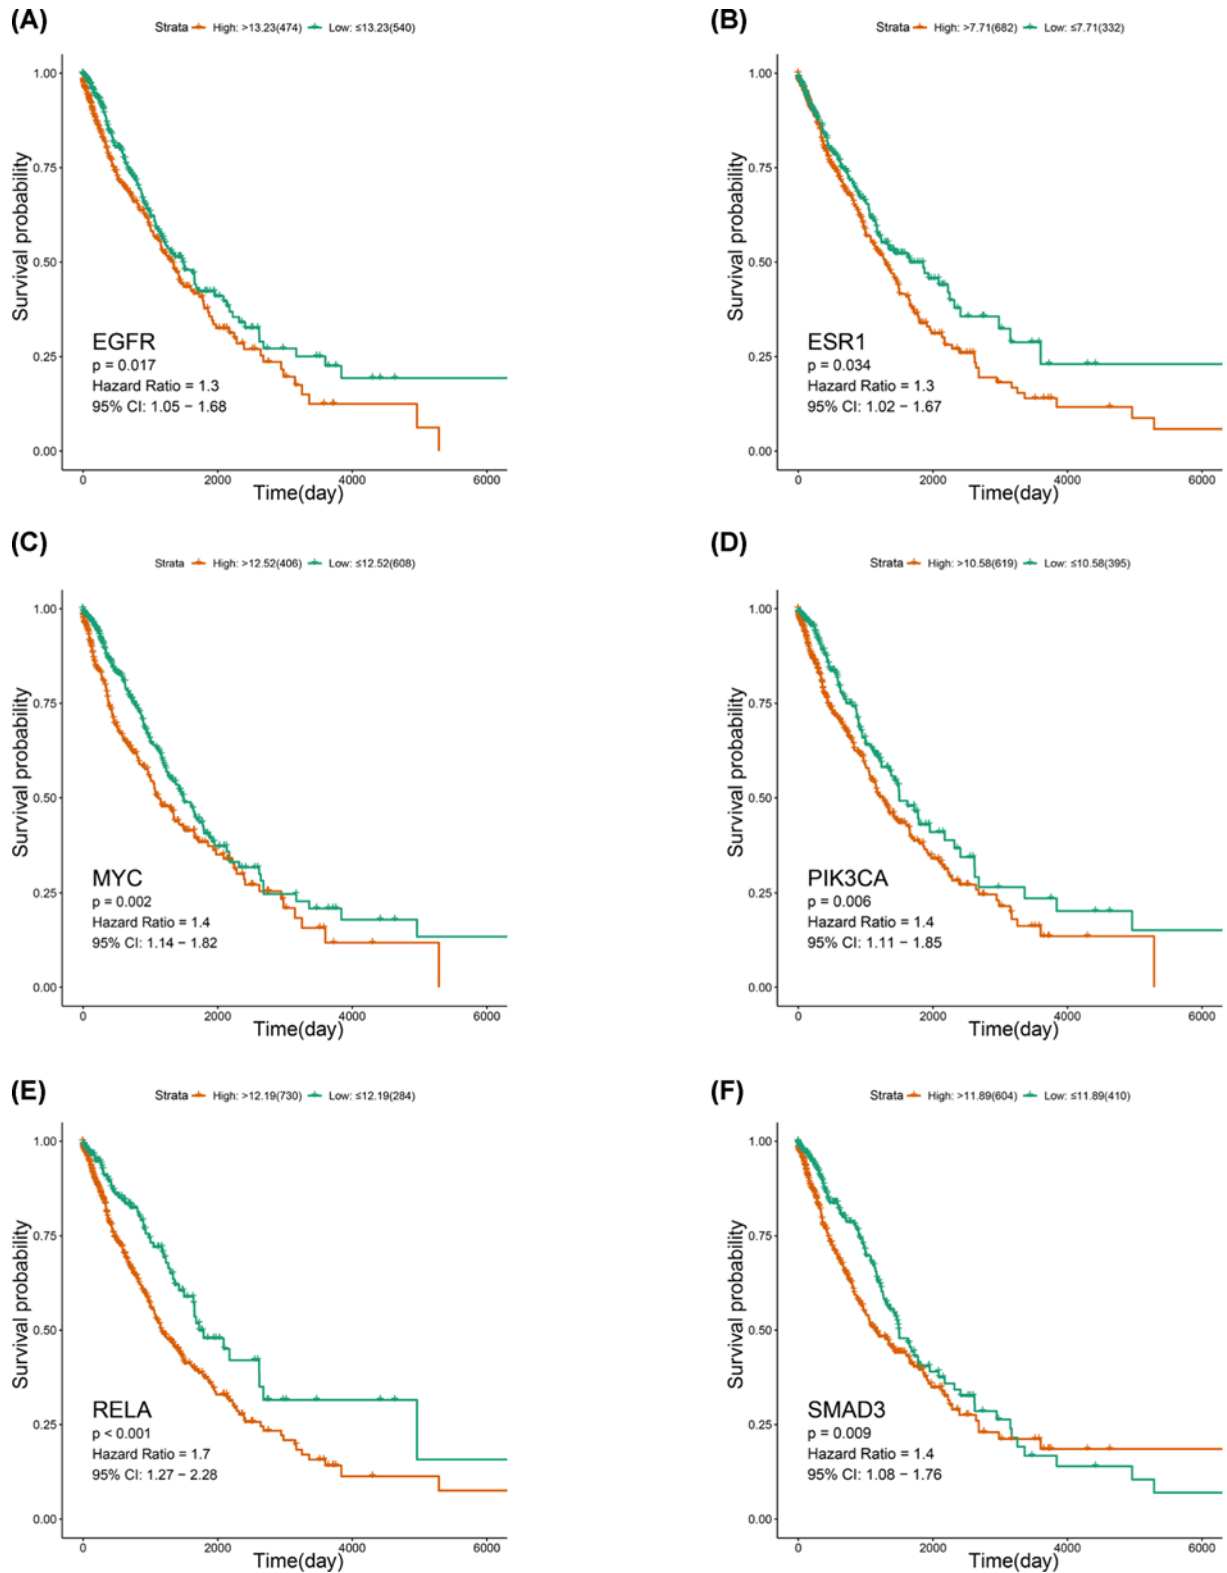 (A)
Strata High: >13.23(474) Low: ≤13.23(540)
Survival probability
1.00
0.75
0.50
0.25
0.00
EGFR
p = 0.017
Hazard Ratio = 1.3
95% CI: 1.05 − 1.68
0 2000 4000 6000
Time(day)
(B)
Strata High: >7.71(682) Low: ≤7.71(332)
Survival probability
1.00
0.75
0.50
0.25
0.00
ESR1
p = 0.034
Hazard Ratio = 1.3
95% CI: 1.02 − 1.67
0 2000 4000 6000
Time(day)
(C)
Strata High: >12.52(406) Low: ≤12.52(608)
Survival probability
1.00
0.75
0.50
0.25
0.00
MYC
p = 0.002
Hazard Ratio = 1.4
95% CI: 1.14 − 1.82
0 2000 4000 6000
Time(day)
(D)
Strata High: >10.58(619) Low: ≤10.58(395)
Survival probability
1.00
0.75
0.50
0.25
0.00
PIK3CA
p = 0.006
Hazard Ratio = 1.4
95% CI: 1.11 − 1.85
0 2000 4000 6000
Time(day)
(E)
Strata High: >12.19(730) Low: ≤12.19(284)
Survival probability
1.00
0.75
0.50
0.25
0.00
RELA
p < 0.001
Hazard Ratio = 1.7
95% CI: 1.27 − 2.28
0 2000 4000 6000
Time(day)
(F)
Strata High: >11.89(604) Low: ≤11.89(410)
Survival probability
1.00
0.75
0.50
0.25
0.00
SMAD3
p = 0.009
Hazard Ratio = 1.4
95% CI: 1.08 − 1.76
0 2000 4000 6000
Time(day)